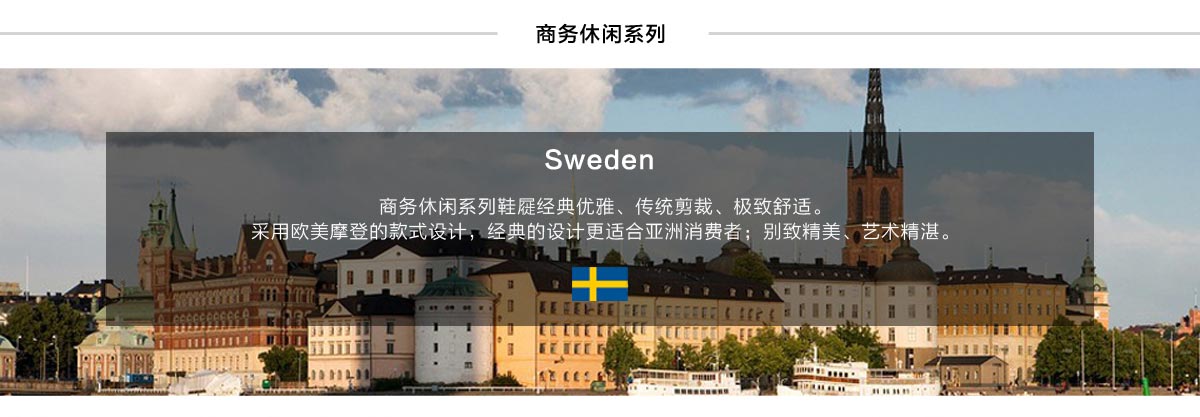 商务休闲系列
Sweden
商务休闲系列鞋屣经典优雅、传统剪裁、极致舒适。
采用欧美摩登的款式设计，经典的设计更适合亚洲消费者；别致精美、艺术精湛。